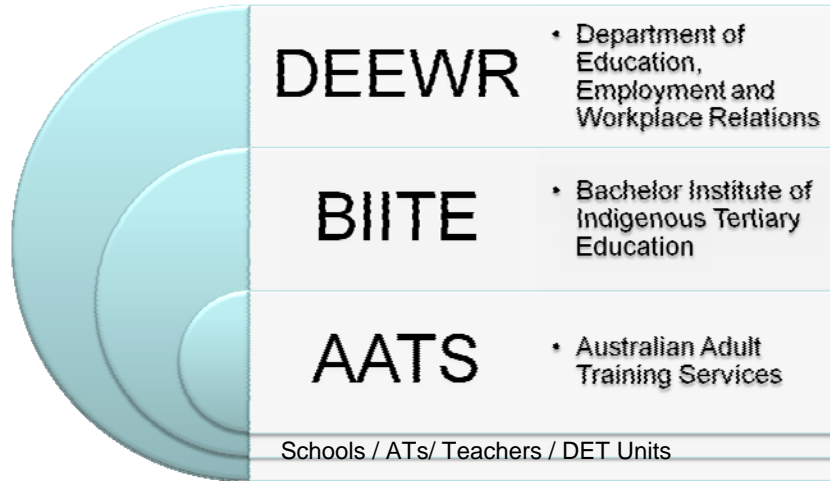 DEEWR
• Department of
Education,
Employment and
Workplace Relations
BIITE
• Bachelor Institute of
Indigenous Tertiary
Education
AATS
• Australian Adult
Training Services
Schools / ATs/ Teachers / DET Units